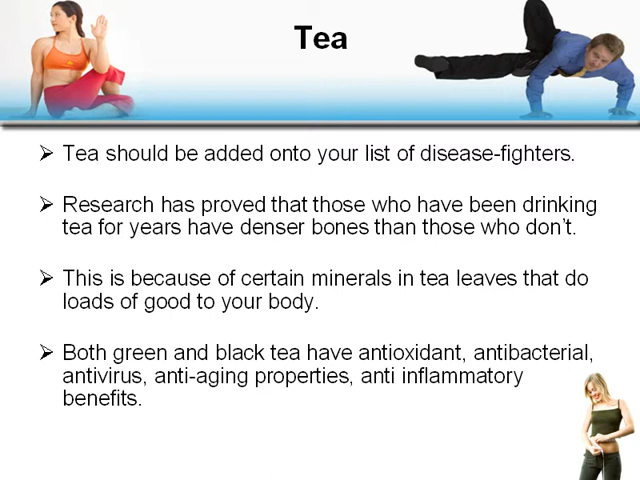 Tea
➢ Tea should be added onto your list of disease-fighters.
➢ Research has proved that those who have been drinking
tea for years have denser bones than those who don't.
➢ This is because of certain minerals in tea leaves that do
loads of good to your body.
➢ Both green and black tea have antioxidant, antibacterial,
antivirus, anti-aging properties, anti inflammatory
benefits.